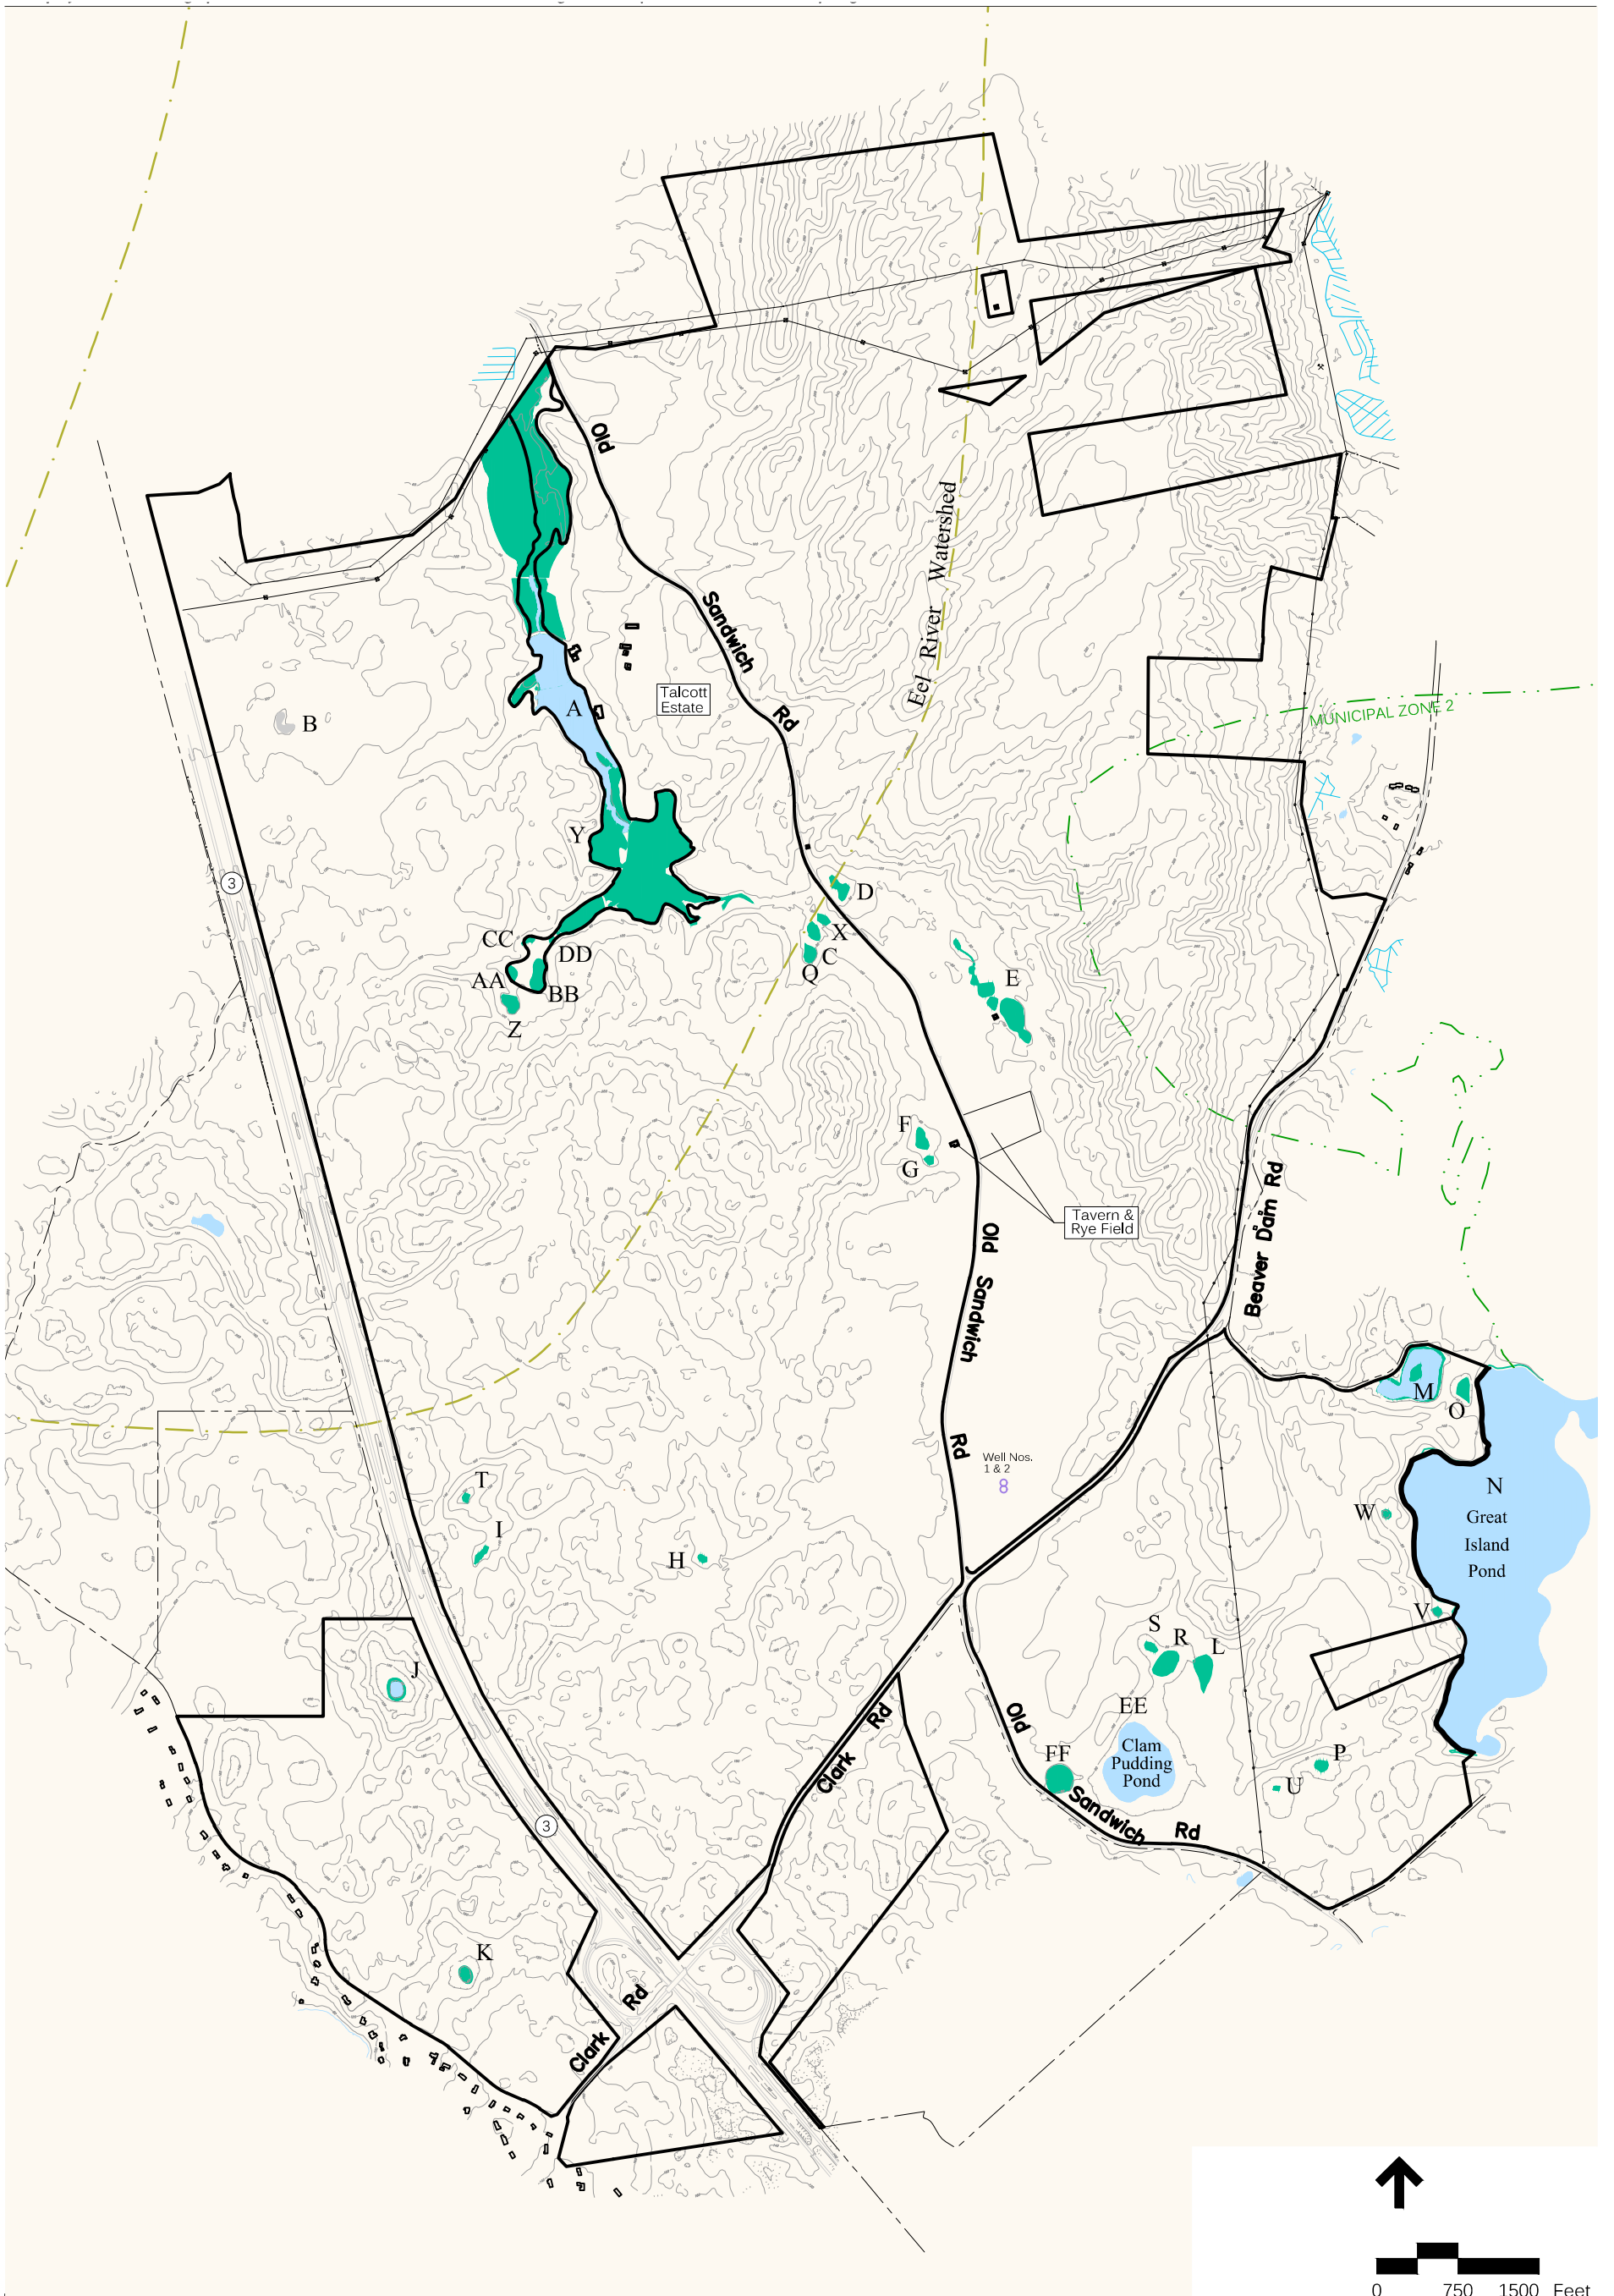 Old
Sandwich
Rd
Eel River Watershed
Talcott
Estate
MUNICIPAL ZONE 2
A
B
Y
3
D
X
C
Q
CC
DD
AA
BB
Z
E
F
G
Tavern &
Rye Field
Old
Sandwich
Rd
Beaver Dam Rd
M
O
Well Nos.
1 & 2
8
T
I
H
N
Great
Island
Pond
W
V
S
R
L
J
EE
Clam
Pudding
Pond
FF
P
U
Old
Sandwich
Rd
Clark
Rd
3
K
Clark
Rd
0 750 1500 Feet